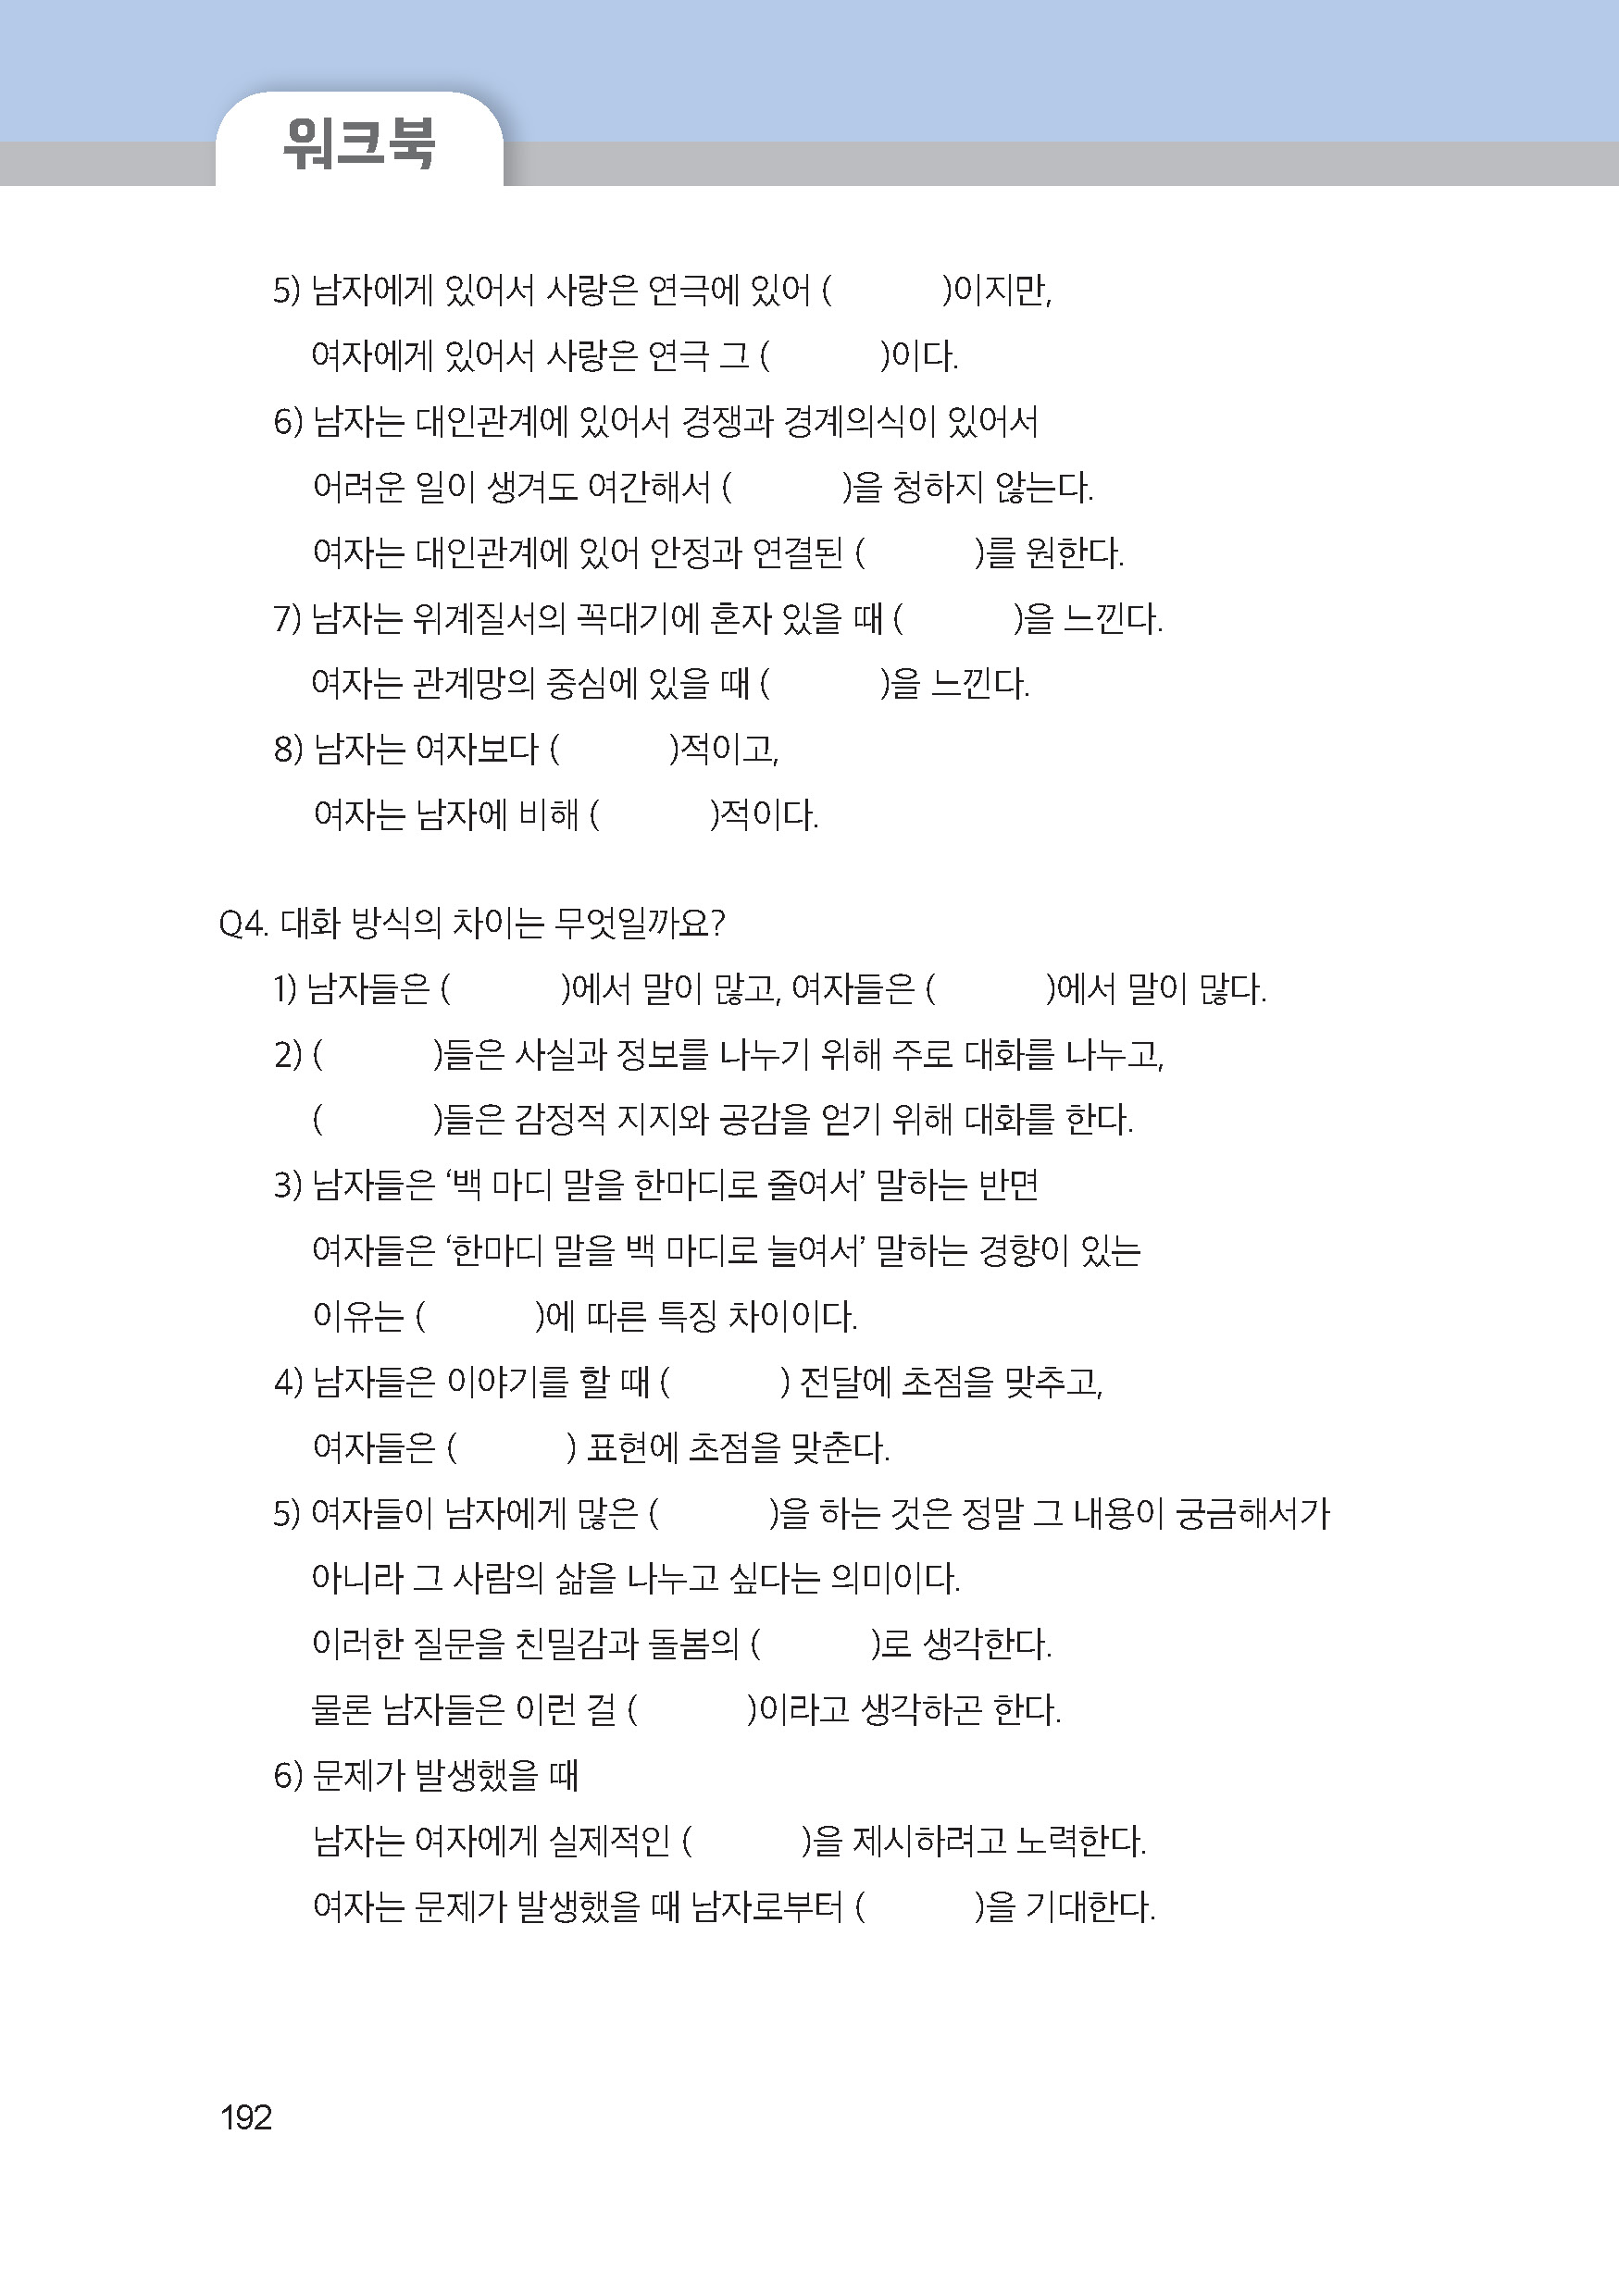 워크북
5) 남자에게 있어서 사랑은 연극에 있어 (          )이지만,
여자에게 있어서 사랑은 연극 그 (          )이다.
6) 남자는 대인관계에 있어서 경쟁과 경계의식이 있어서
어려운 일이 생겨도 여간해서 (          )을 청하지 않는다.
여자는 대인관계에 있어 안정과 연결된 (          )를 원한다.
7) 남자는 위계질서의 꼭대기에 혼자 있을 때 (          )을 느낀다.
여자는 관계망의 중심에 있을 때 (          )을 느낀다.
8) 남자는 여자보다 (          )적이고,
여자는 남자에 비해 (          )적이다.
Q4. 대화 방식의 차이는 무엇일까요?
1) 남자들은 (          )에서 말이 많고, 여자들은 (          )에서 말이 많다.
2) (          )들은 사실과 정보를 나누기 위해 주로 대화를 나누고,
(          )들은 감정적 지지와 공감을 얻기 위해 대화를 한다.
3) 남자들은 ‘백 마디 말을 한마디로 줄여서’ 말하는 반면
여자들은 ‘한마디 말을 백 마디로 늘여서’ 말하는 경향이 있는
이유는 (          )에 따른 특징 차이이다.
4) 남자들은 이야기를 할 때 (          ) 전달에 초점을 맞추고,
여자들은 (          ) 표현에 초점을 맞춘다.
5) 여자들이 남자에게 많은 (          )을 하는 것은 정말 그 내용이 궁금해서가
아니라 그 사람의 삶을 나누고 싶다는 의미이다.
이러한 질문을 친밀감과 돌봄의 (          )로 생각한다.
물론 남자들은 이런 걸 (          )이라고 생각하곤 한다.
6) 문제가 발생했을 때
남자는 여자에게 실제적인 (          )을 제시하려고 노력한다.
여자는 문제가 발생했을 때 남자로부터 (          )을 기대한다.
192